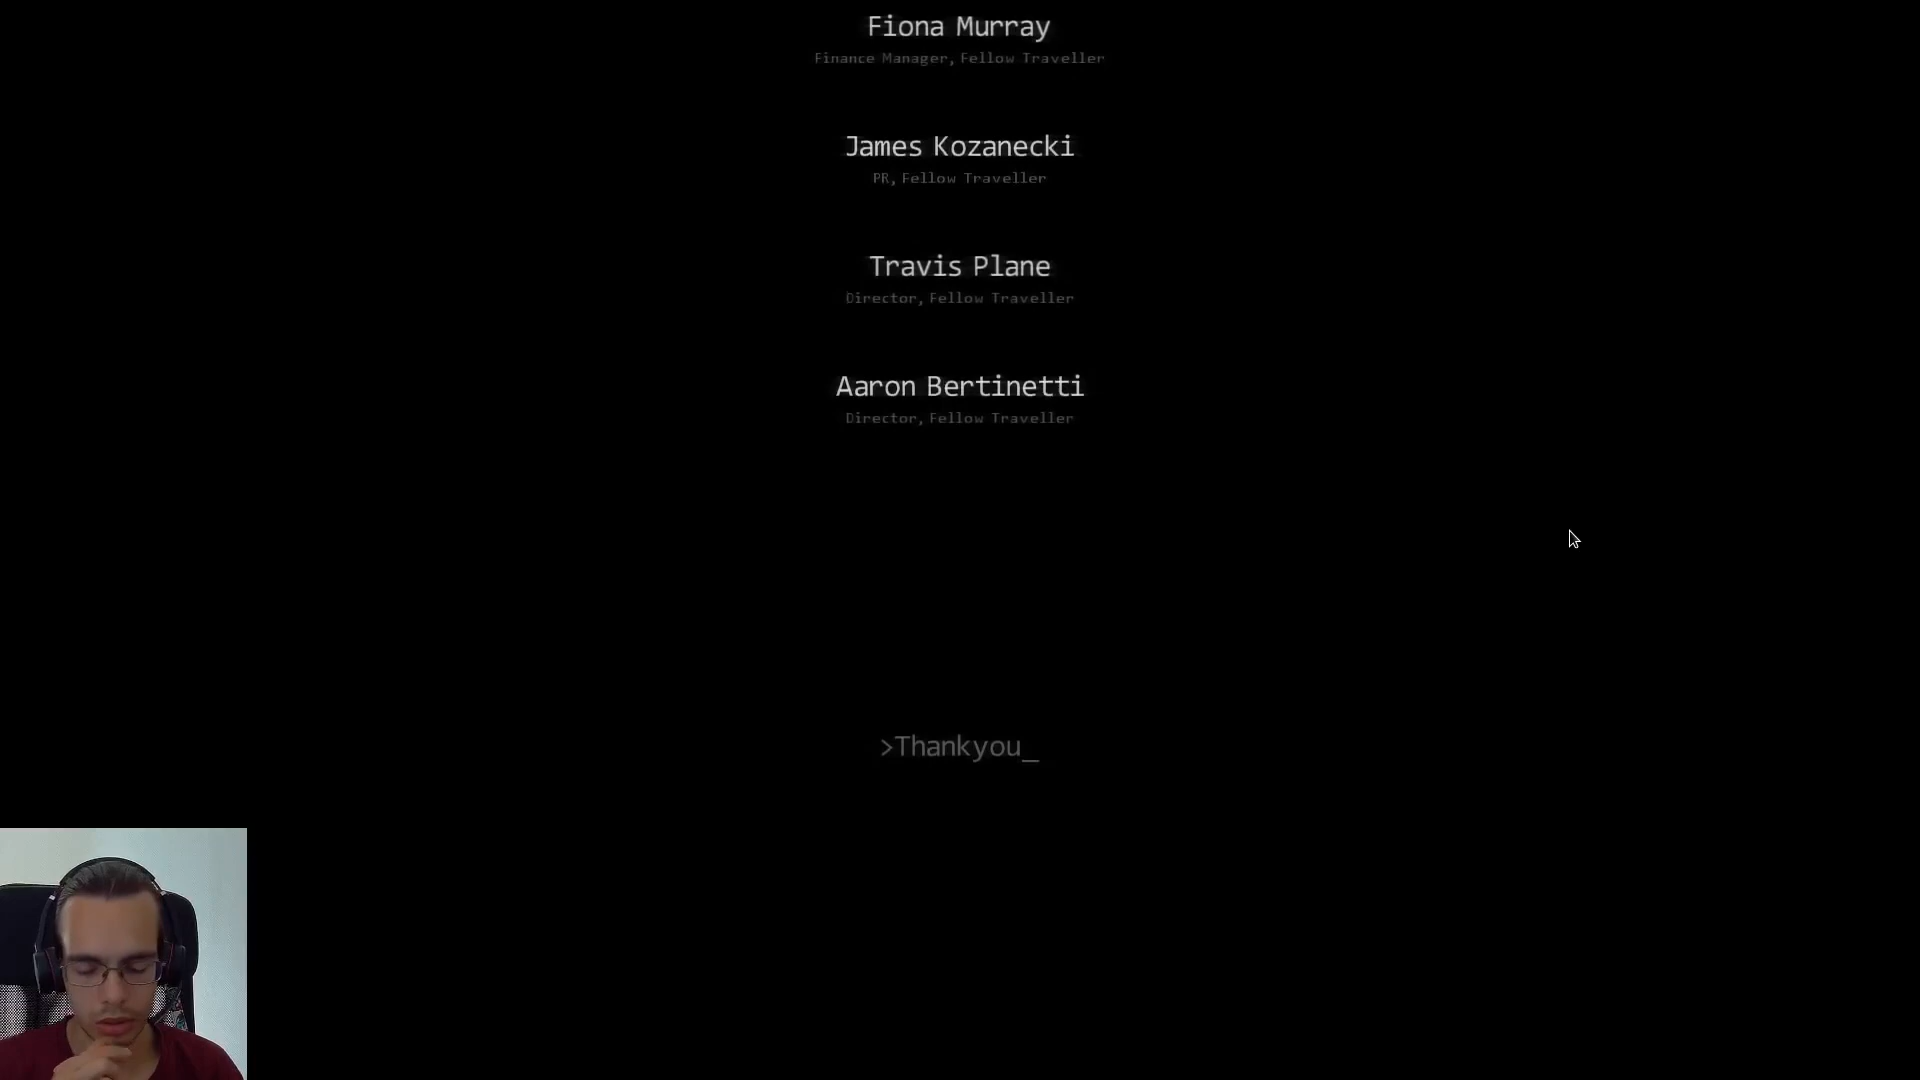 Fiona Murray
Finance Manager, Fellow Traveller
James Kozanecki
PR, Fellow Traveller
Travis Plane
Director, Fellow Traveller
Aaron Bertinetti
Director, Fellow Traveller
>Thankyou_